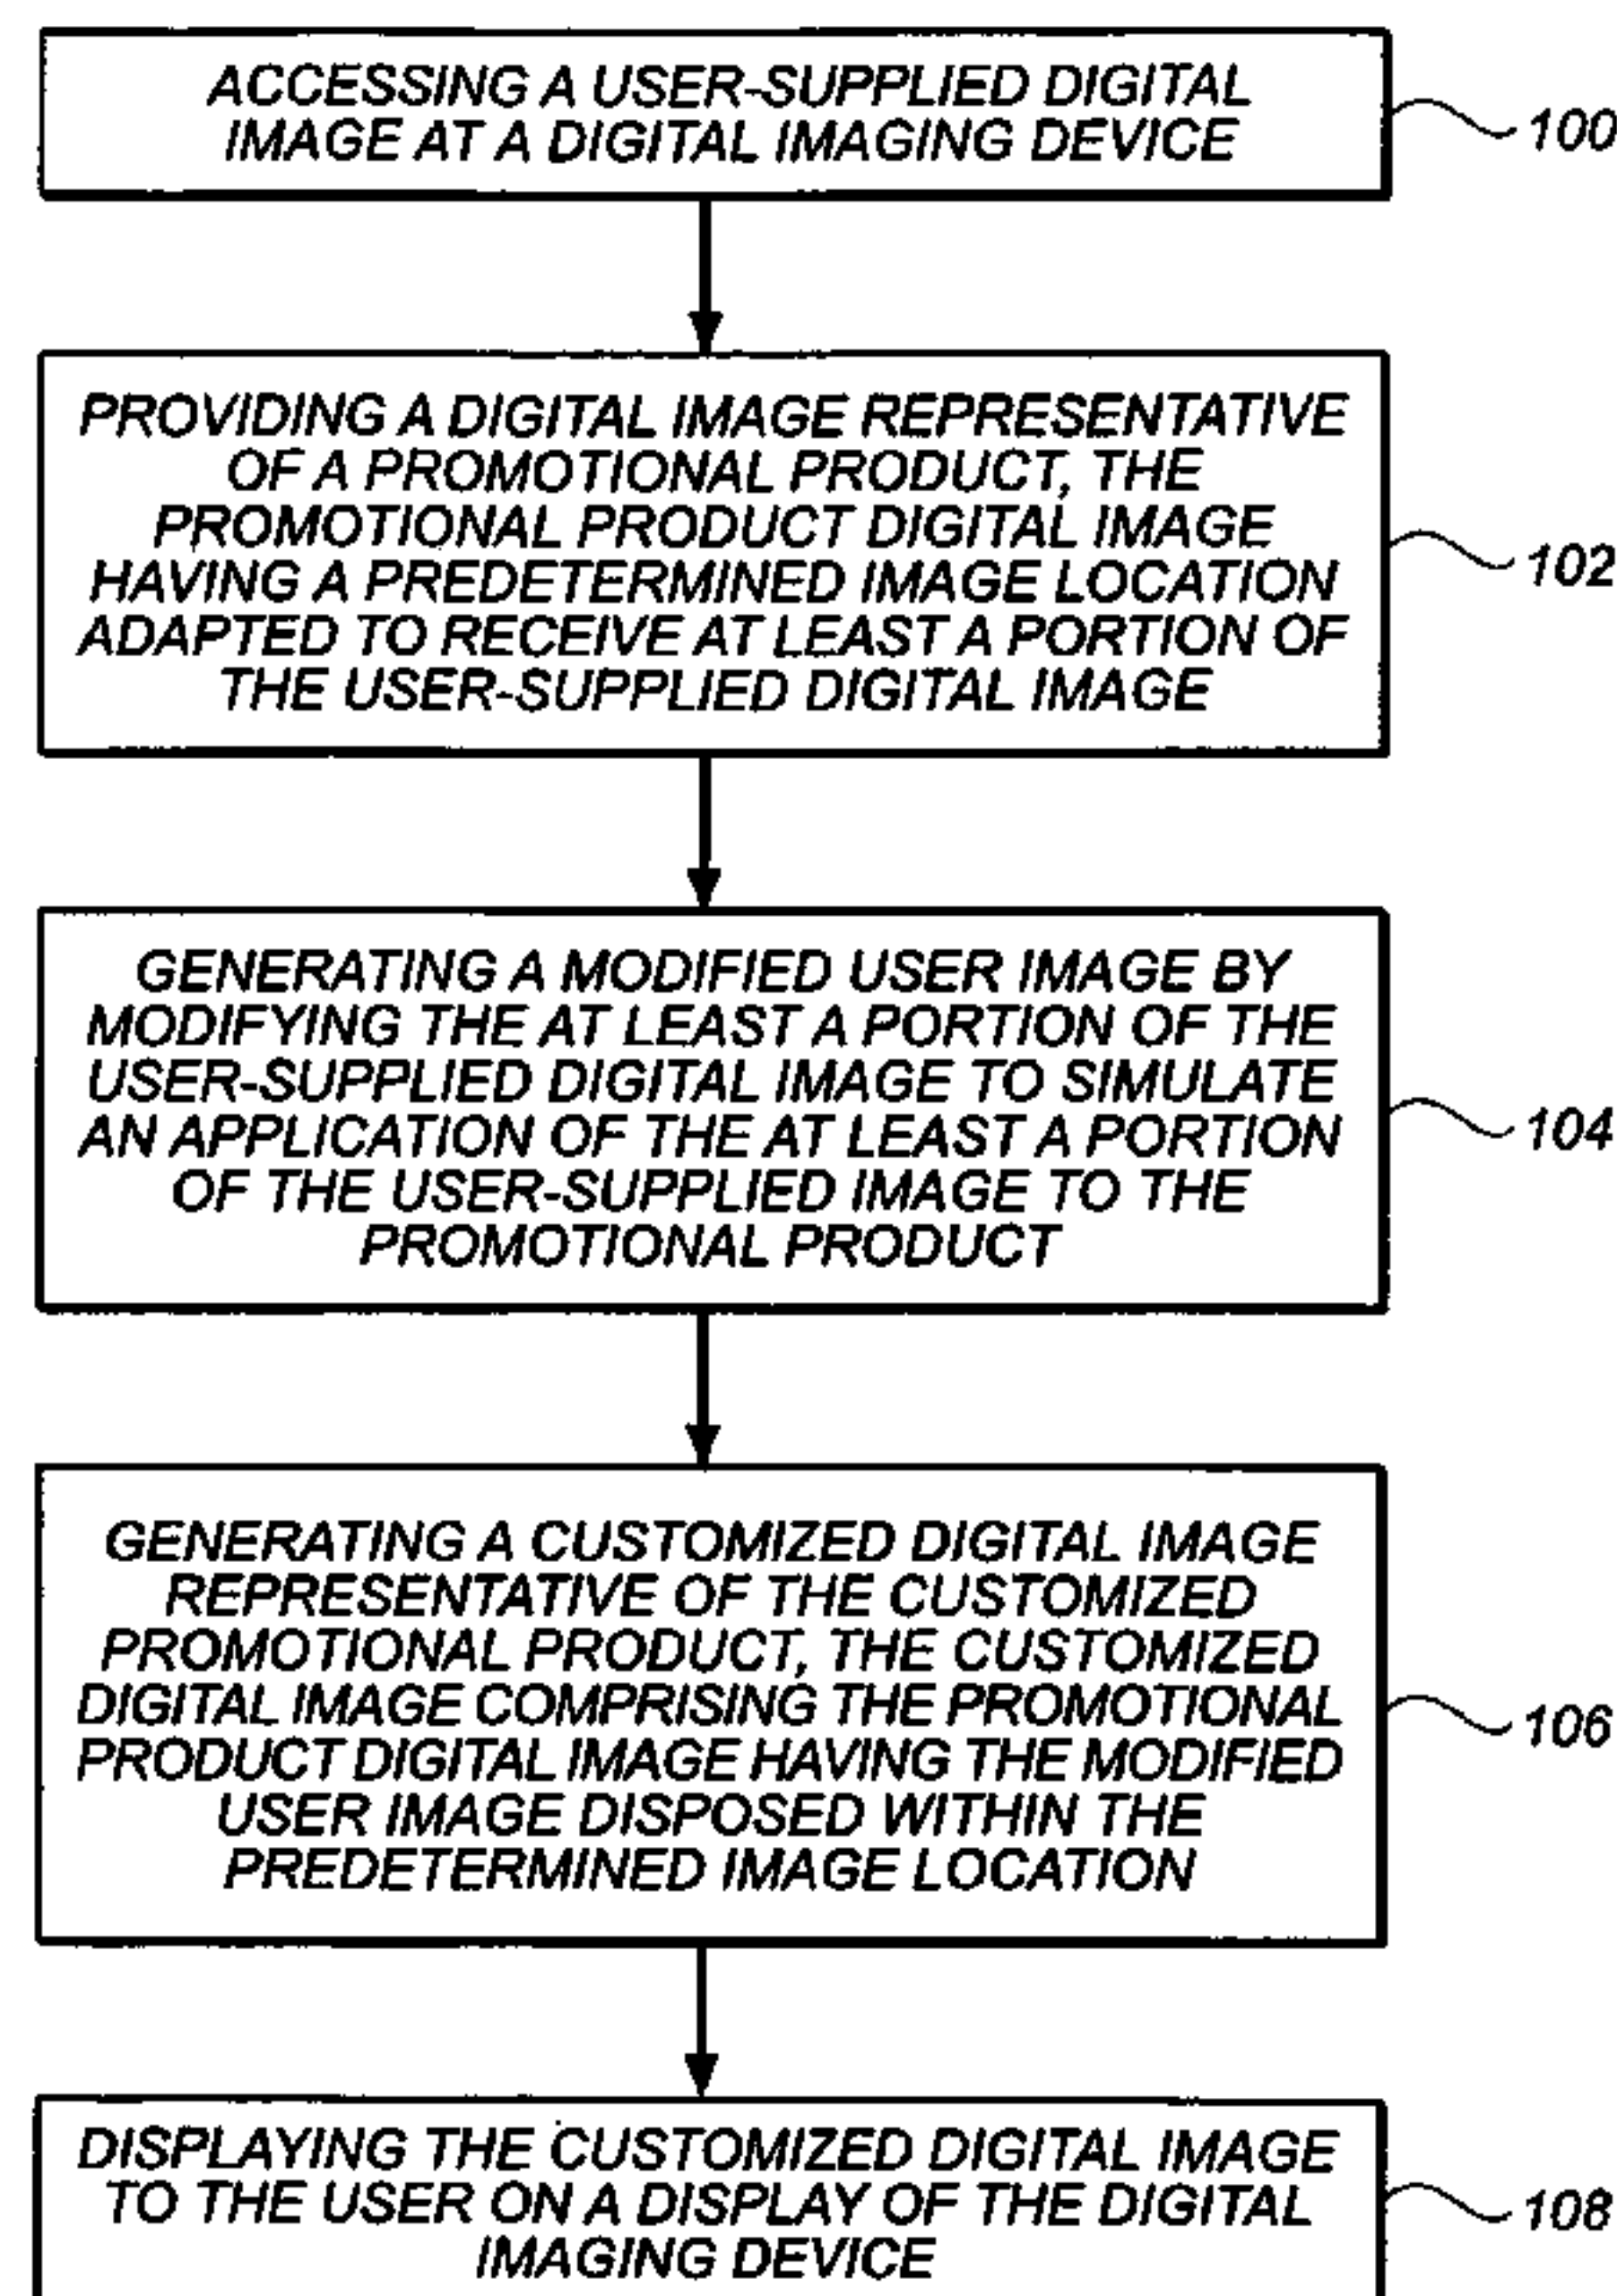 ACCESSING A USER-SUPPLIED DIGITAL
IMAGE AT A DIGITAL IMAGING DEVICE
100
PROVIDING A DIGITAL IMAGE REPRESENTATIVE
OF A PROMOTIONAL PRODUCT, THE
PROMOTIONAL PRODUCT DIGITAL IMAGE
HAVING A PREDETERMINED IMAGE LOCATION
ADAPTED TO RECEIVE AT LEAST A PORTION OF
THE USER-SUPPLIED DIGITAL IMAGE
102
GENERATING A MODIFIED USER IMAGE BY
MODIFYING THE AT LEAST A PORTION OF THE
USER-SUPPLIED DIGITAL IMAGE TO SIMULATE
AN APPLICATION OF THE AT LEAST A PORTION
OF THE USER-SUPPLIED IMAGE TO THE
PROMOTIONAL PRODUCT
104
GENERATING A CUSTOMIZED DIGITAL IMAGE
REPRESENTATIVE OF THE CUSTOMIZED
PROMOTIONAL PRODUCT, THE CUSTOMIZED
DIGITAL IMAGE COMPRISING THE PROMOTIONAL
PRODUCT DIGITAL IMAGE HAVING THE MODIFIED
USER IMAGE DISPOSED WITHIN THE
PREDETERMINED IMAGE LOCATION
106
DISPLAYING THE CUSTOMIZED DIGITAL IMAGE
TO THE USER ON A DISPLAY OF THE DIGITAL
IMAGING DEVICE
108